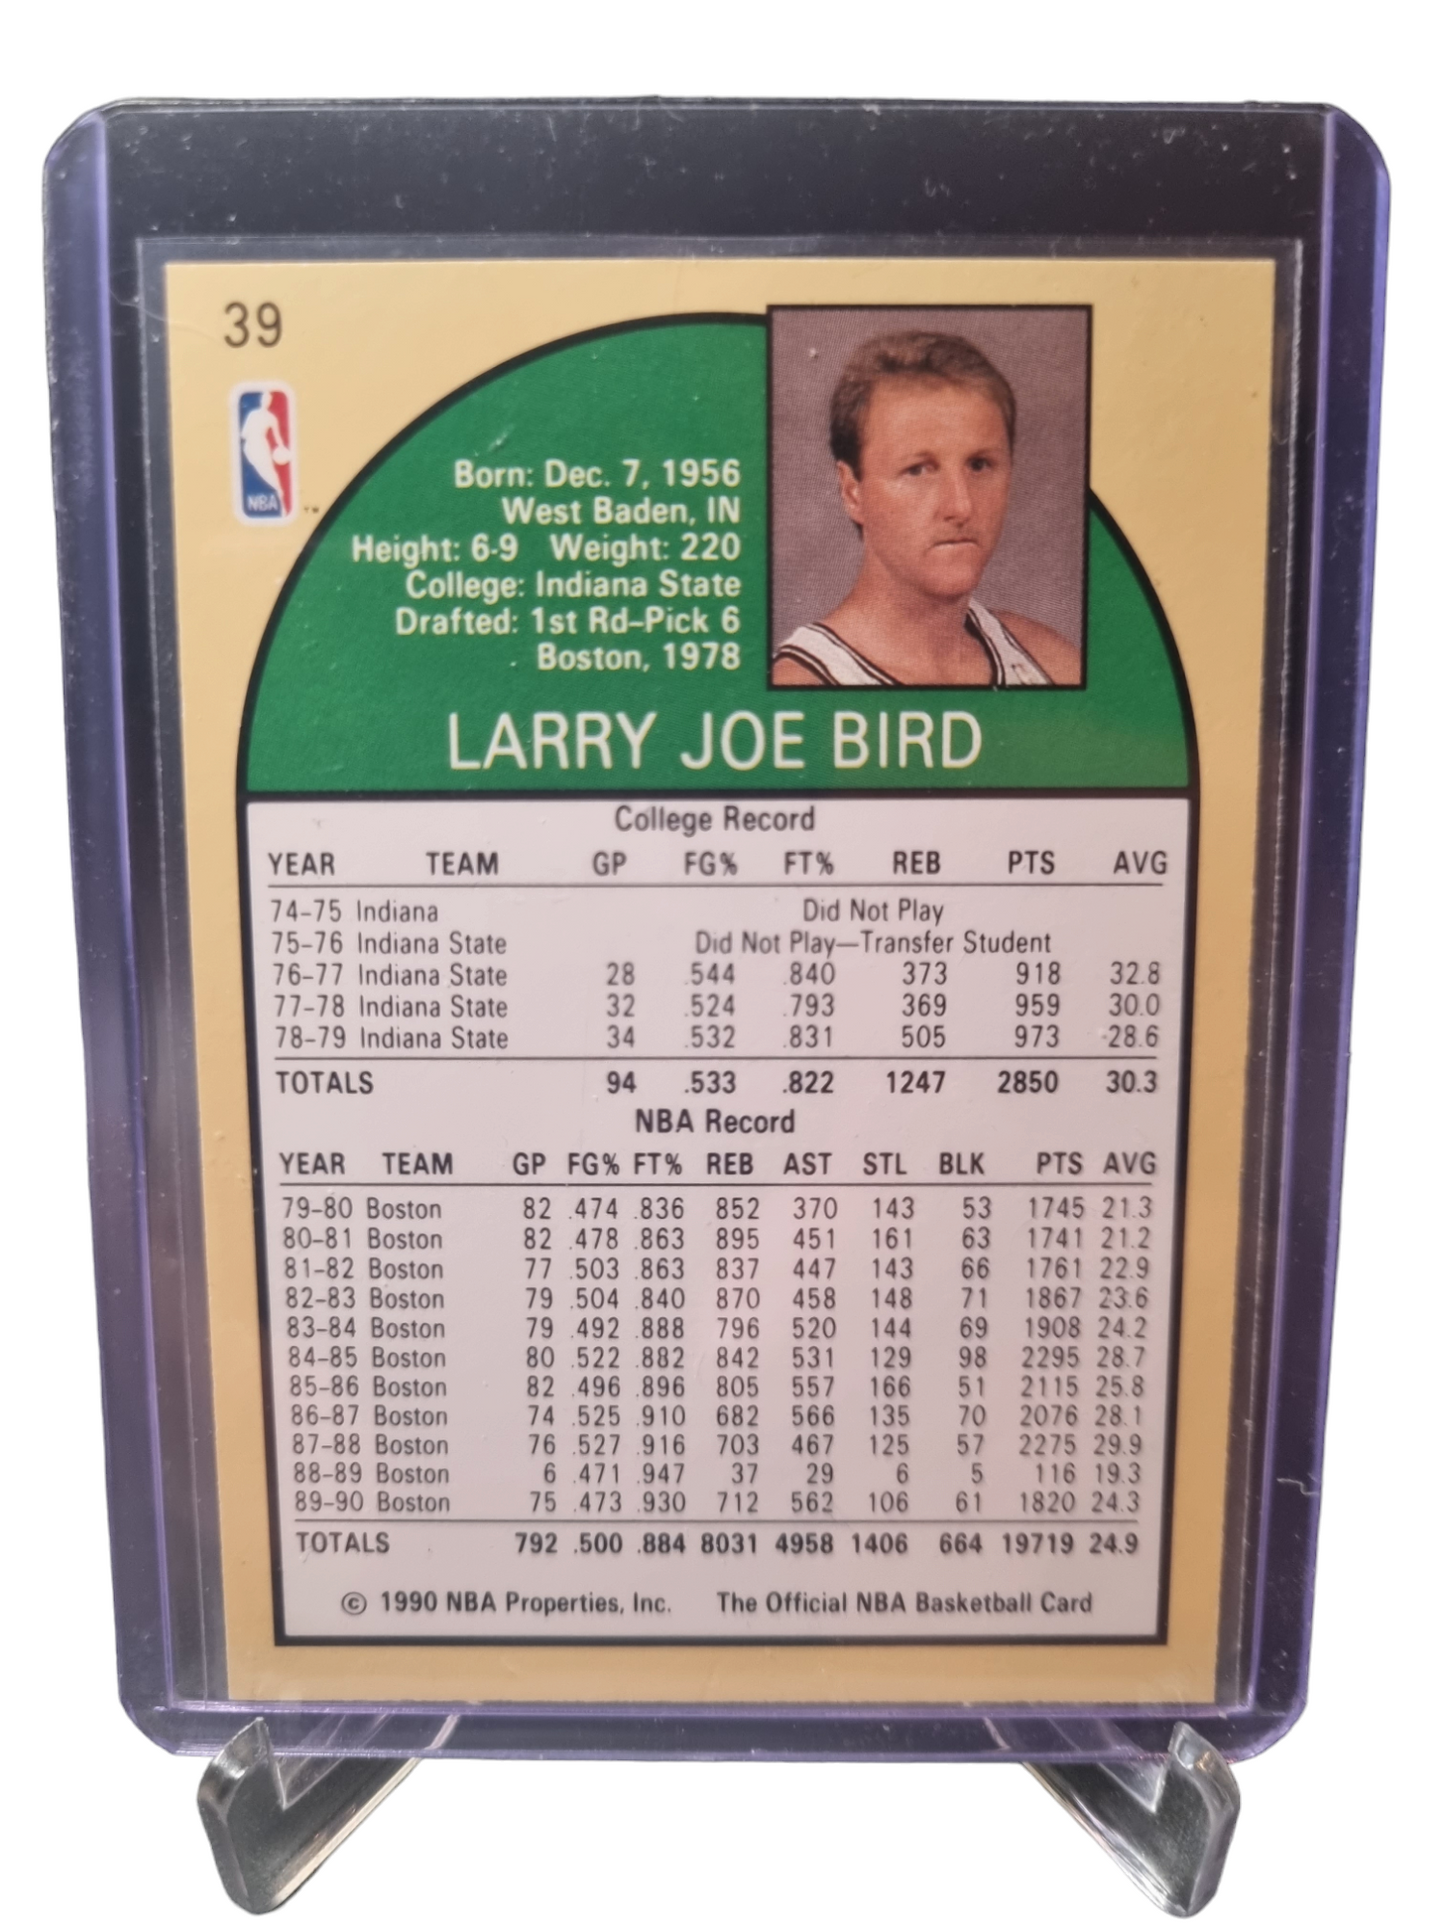 39
NBA
™
Born: Dec. 7, 1956
West Baden, IN
Height: 6-9 Weight: 220
College: Indiana State
Drafted: 1st Rd–Pick 6
Boston, 1978
LARRY JOE BIRD
College Record
YEAR TEAM GP FG% FT% REB PTS AVG
74–75 Indiana Did Not Play
75–76 Indiana State Did Not Play—Transfer Student
76–77 Indiana State 28 .544 .840 373 918 32.8
77–78 Indiana State 32 .524 .793 369 959 30.0
78–79 Indiana State 34 .532 .831 505 973 28.6
TOTALS 94 .533 .822 1247 2850 30.3
NBA Record
YEAR TEAM GP FG% FT% REB AST STL BLK PTS AVG
79–80 Boston 82 .474 .836 852 370 143 53 1745 21.3
80–81 Boston 82 .478 .863 895 451 161 63 1741 21.2
81–82 Boston 77 .503 .863 837 447 143 66 1761 22.9
82–83 Boston 79 .504 .840 870 458 148 71 1867 23.6
83–84 Boston 79 .492 .888 796 520 144 69 1908 24.2
84–85 Boston 80 .522 .882 842 531 129 98 2295 28.7
85–86 Boston 82 .496 .896 805 557 166 51 2115 25.8
86–87 Boston 74 .525 .910 682 566 135 70 2076 28.1
87–88 Boston 76 .527 .916 703 467 125 57 2275 29.9
88–89 Boston 6 .471 .947 37 29 6 5 116 19.3
89–90 Boston 75 .473 .930 712 562 106 61 1820 24.3
TOTALS 792 .500 .884 8031 4958 1406 664 19719 24.9
© 1990 NBA Properties, Inc. The Official NBA Basketball Card